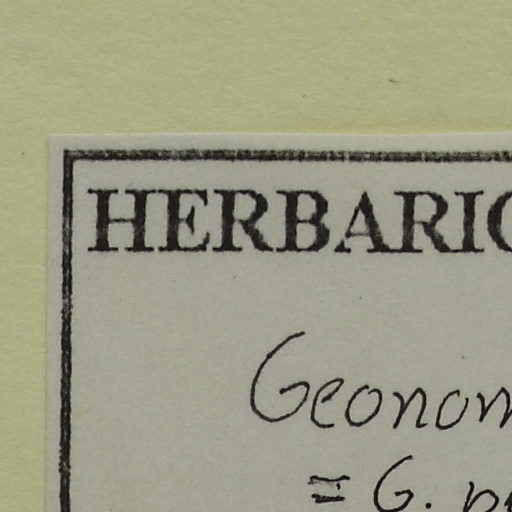 HERBARIO
Geonom
= G. p